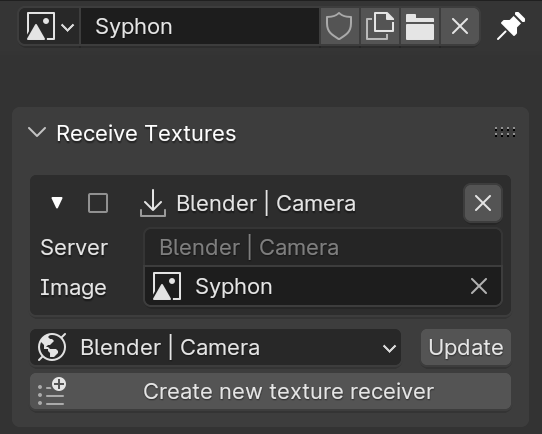 Syphon
Receive Textures
Blender | Camera
Server Blender | Camera
Image Syphon
Blender | Camera Update
Create new texture receiver